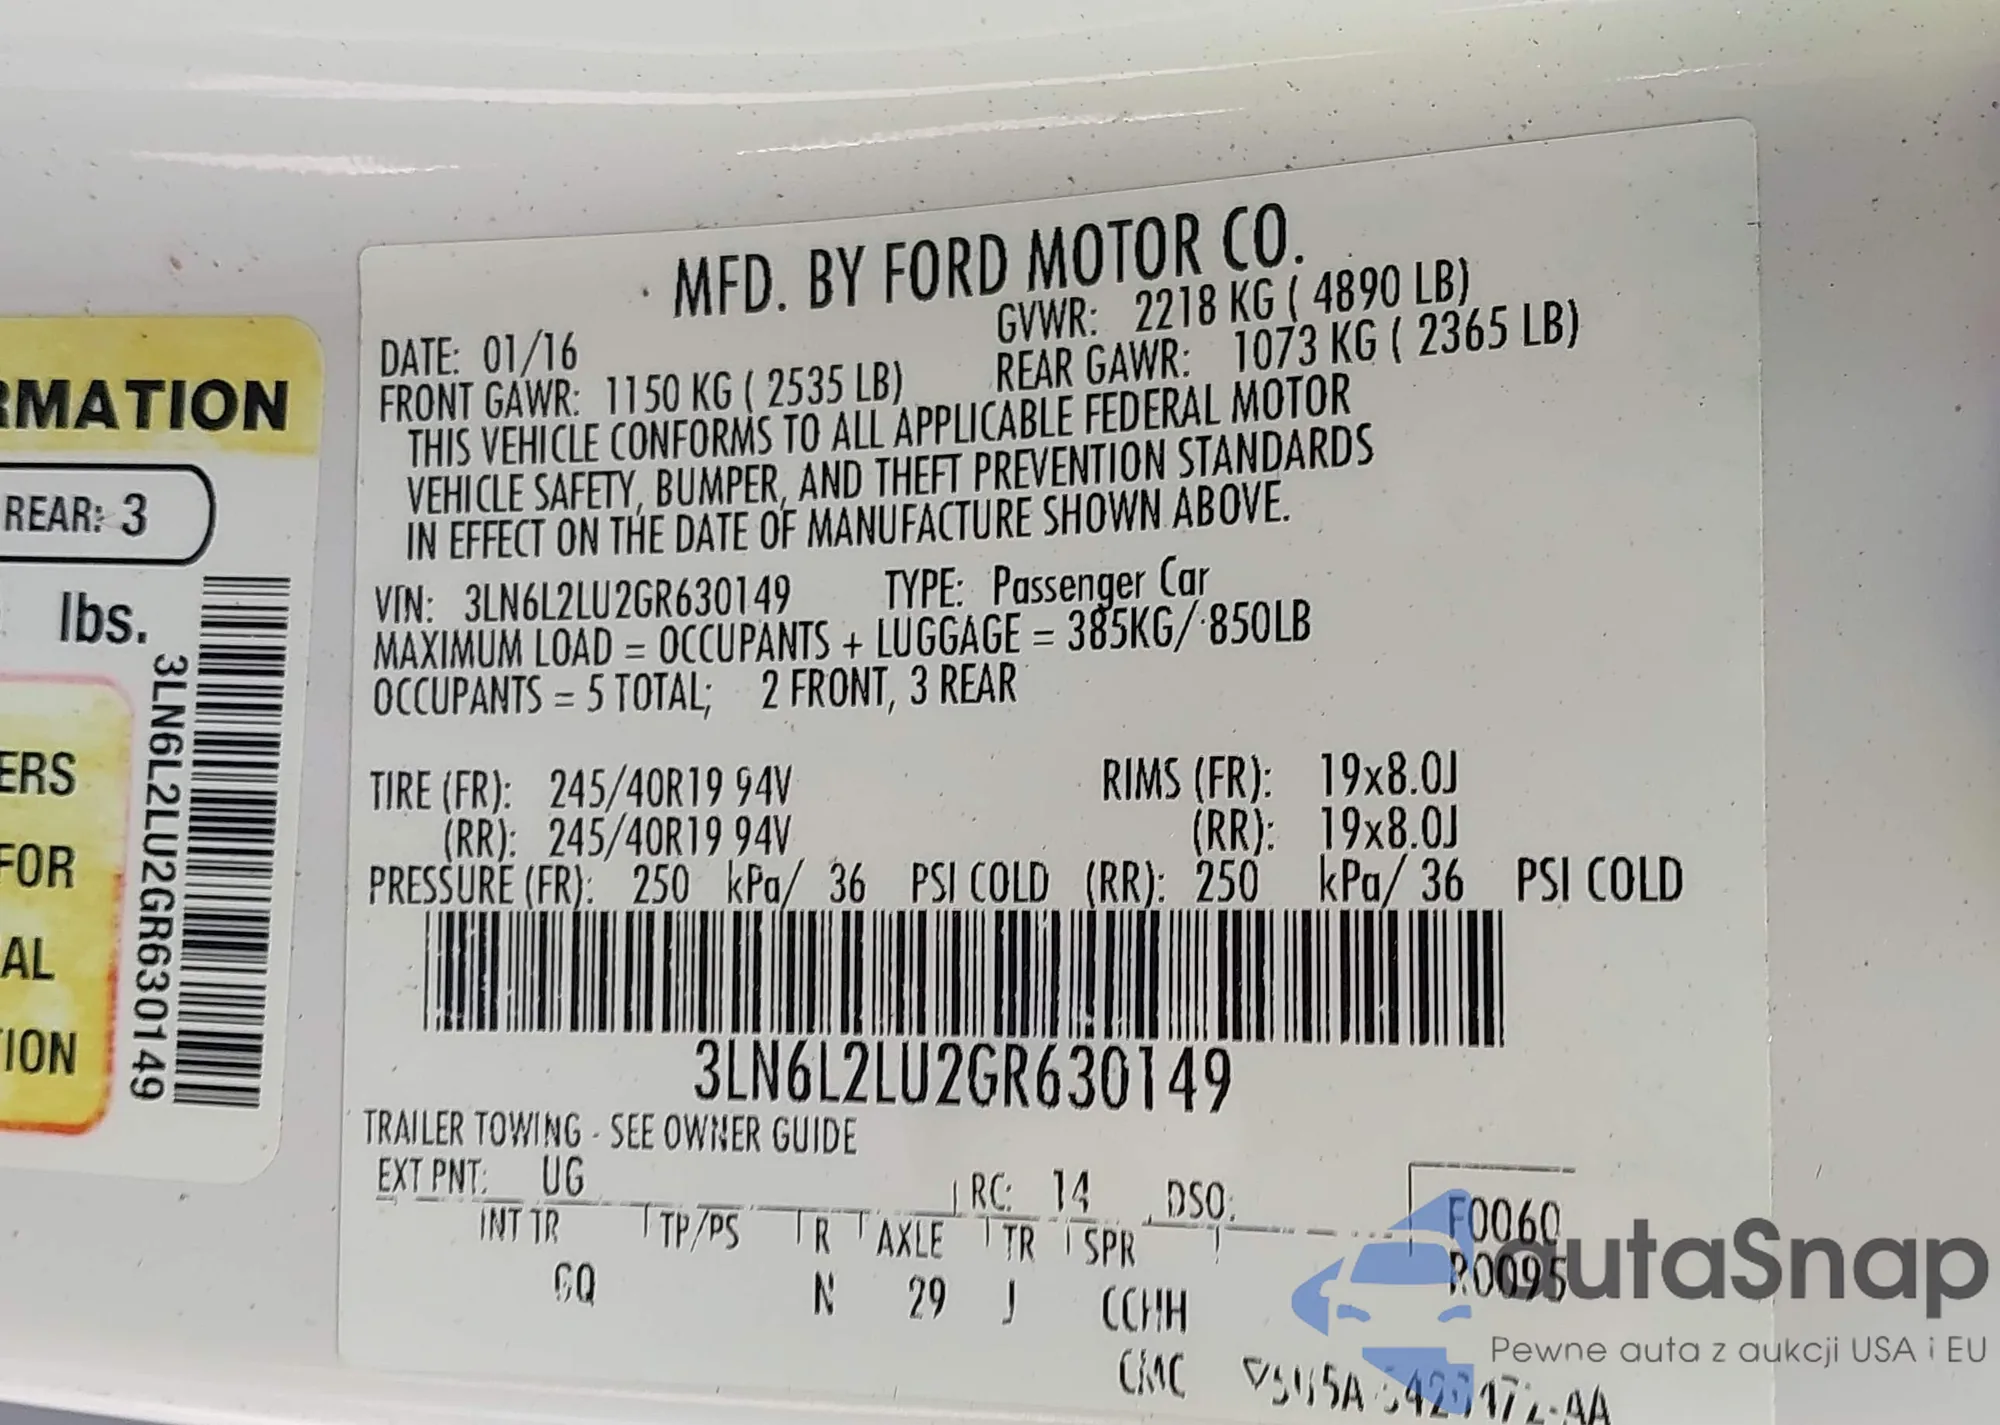 RMATION
REAR: 3
lbs.
3LN6L2LU2GR630149
ERS
FOR
AL
TION
MFD. BY FORD MOTOR CO.
DATE: 01/16 GVWR: 2218 KG ( 4890 LB)
FRONT GAWR: 1150 KG ( 2535 LB) REAR GAWR: 1073 KG ( 2365 LB)
THIS VEHICLE CONFORMS TO ALL APPLICABLE FEDERAL MOTOR
VEHICLE SAFETY, BUMPER, AND THEFT PREVENTION STANDARDS
IN EFFECT ON THE DATE OF MANUFACTURE SHOWN ABOVE.
VIN: 3LN6L2LU2GR630149 TYPE: Passenger Car
MAXIMUM LOAD = OCCUPANTS + LUGGAGE = 385KG/ 850LB
OCCUPANTS = 5 TOTAL; 2 FRONT, 3 REAR
TIRE (FR): 245/40R19 94V RIMS (FR): 19x8.0J
(RR): 245/40R19 94V (RR): 19x8.0J
PRESSURE (FR): 250 kPa/ 36 PSI COLD (RR): 250 kPa/ 36 PSI COLD
3LN6L2LU2GR630149
TRAILER TOWING - SEE OWNER GUIDE
EXT PNT: UG RC: 14 DSO: F0060
INT TR TP/PS R AXLE TR SPR R0095
N 29 J CCHH
CMC
autaSnap
Pewne auta z aukcji USA i EU